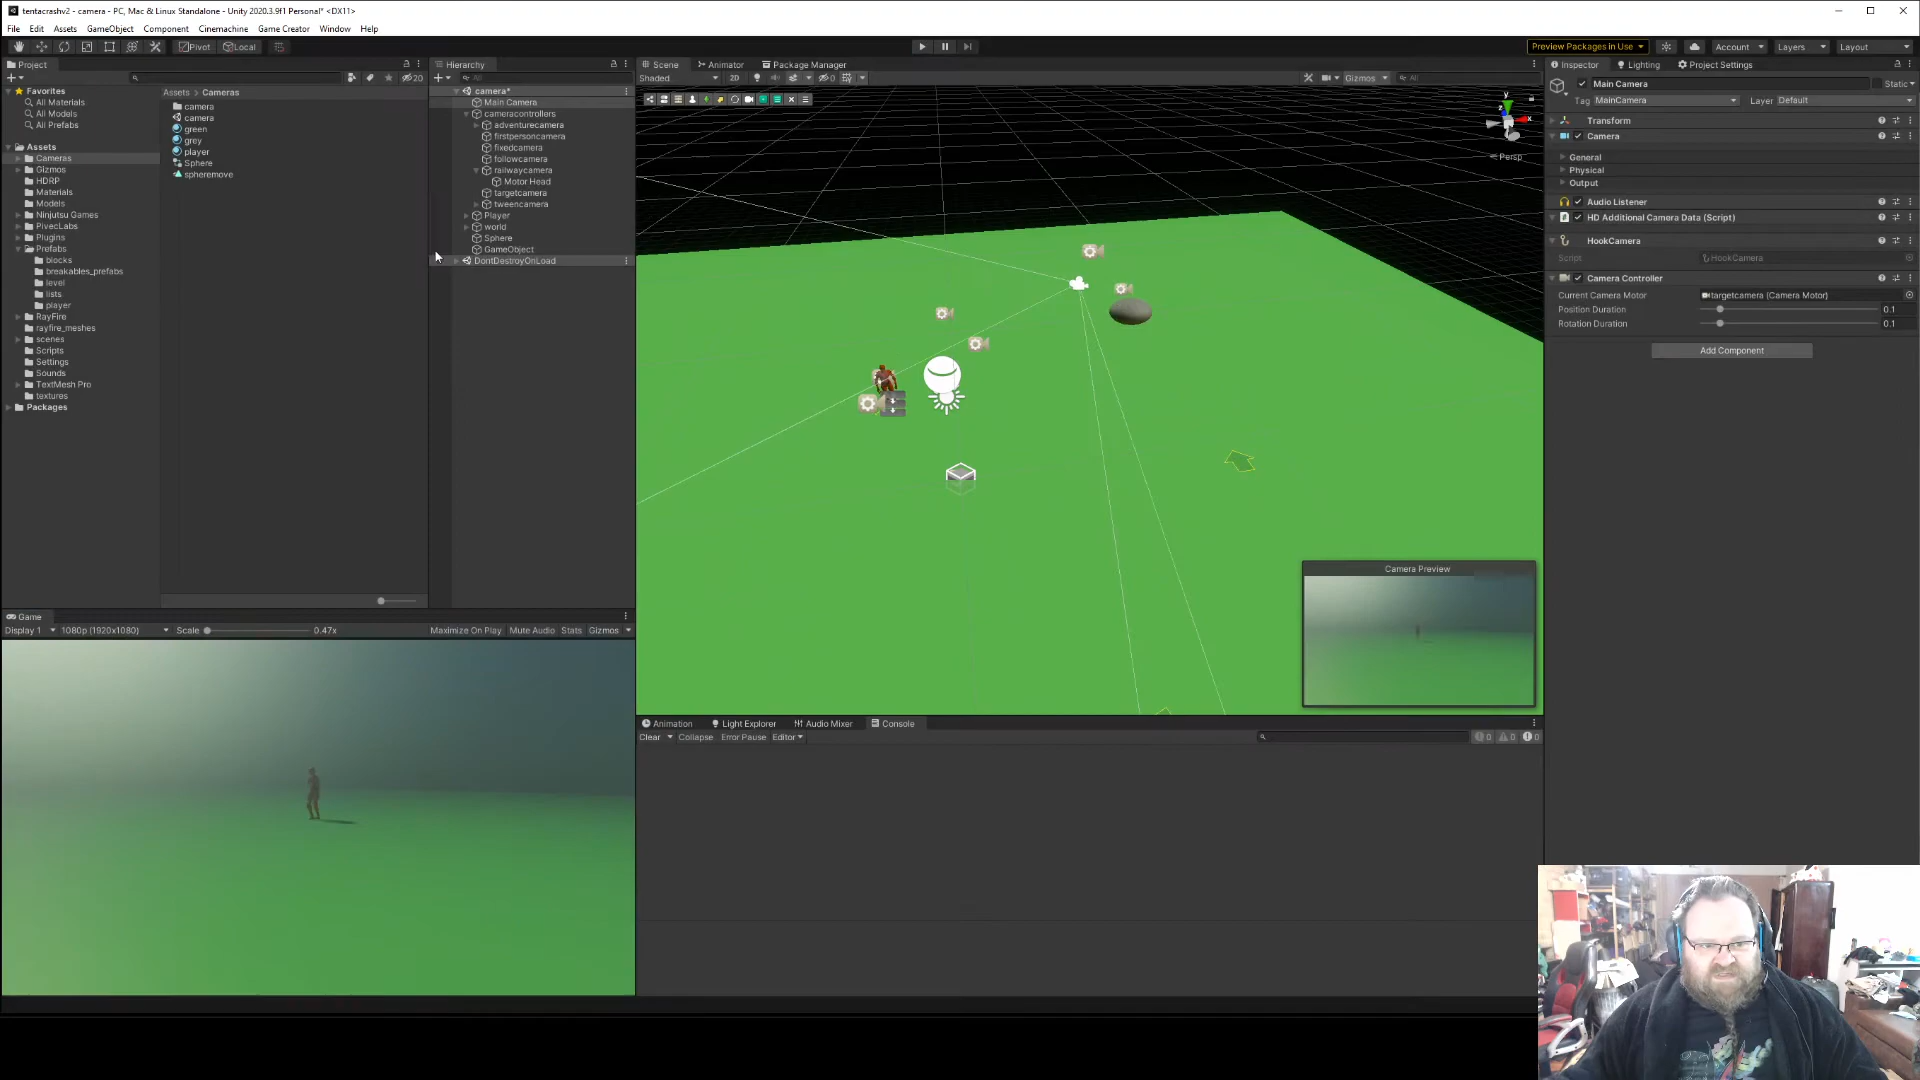 tentacrashv2 - camera - PC, Mac & Linux Standalone - Unity 2020.3.9f1 Personal* <DX11>
File Edit Assets GameObject Component Cinemachine Game Creator Window Help
Pivot Local
Preview Packages in Use Account Layers Layout
Project
20
Favorites
All Materials
All Models
All Prefabs
Assets
Cameras
Gizmos
HDRP
Materials
Models
Ninjutsu Games
PivecLabs
Plugins
Prefabs
blocks
breakables_prefabs
level
lists
player
RayFire
rayfire_meshes
scenes
Scripts
Settings
Sounds
TextMesh Pro
textures
Packages
Assets > Cameras
camera
camera
green
grey
player
Sphere
spheremove
Hierarchy
All
camera*
Main Camera
cameracontrollers
adventurecamera
firstpersoncamera
fixedcamera
followcamera
railwaycamera
Motor Head
targetcamera
tweencamera
Player
world
Sphere
GameObject
DontDestroyOnLoad
Scene Animator Package Manager
Shaded 2D 0 Gizmos All
y
x
z
< Persp
Camera Preview
Game
Display 1 1080p (1920x1080) Scale 0.47x Maximize On Play Mute Audio Stats Gizmos
Animation Light Explorer Audio Mixer Console
Clear Collapse Error Pause Editor 0 0 0
Inspector Lighting Project Settings
Main Camera Static
Tag MainCamera Layer Default
Transform
Camera
General
Physical
Output
Audio Listener
HD Additional Camera Data (Script)
HookCamera
Script HookCamera
Camera Controller
Current Camera Motor targetcamera (Camera Motor)
Position Duration 0.1
Rotation Duration 0.1
Add Component